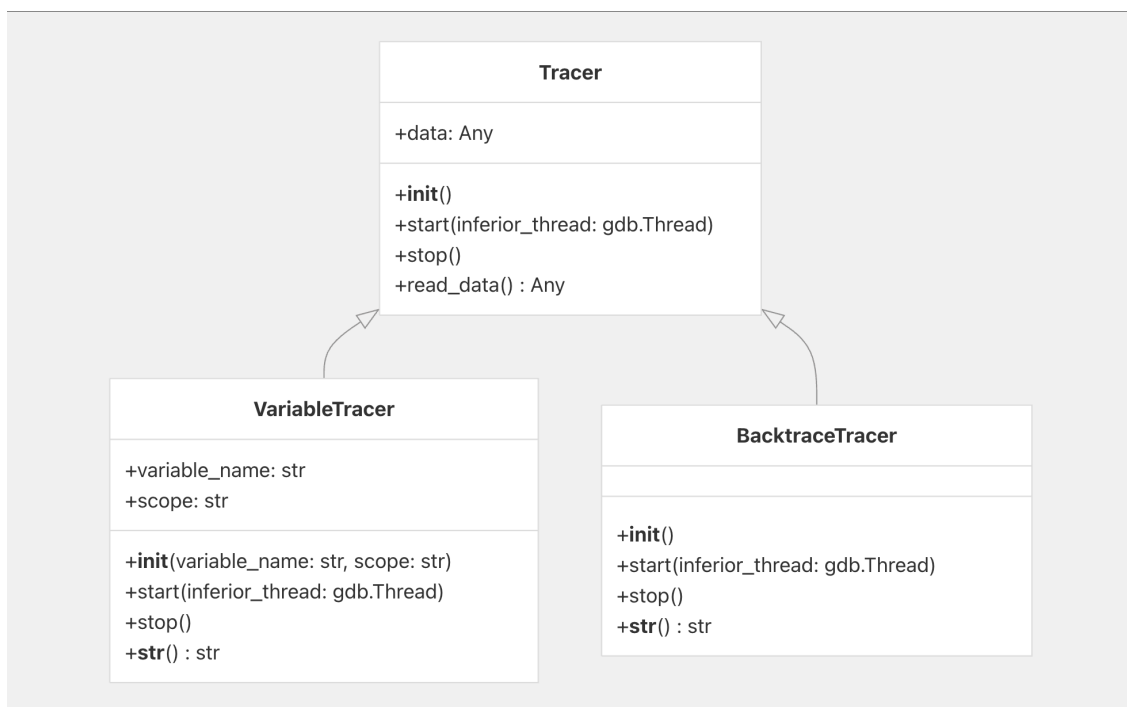 Tracer
+data: Any
+init()
+start(inferior_thread: gdb.Thread)
+stop()
+read_data() : Any
VariableTracer
+variable_name: str
+scope: str
+init(variable_name: str, scope: str)
+start(inferior_thread: gdb.Thread)
+stop()
+str() : str
BacktraceTracer
+init()
+start(inferior_thread: gdb.Thread)
+stop()
+str() : str